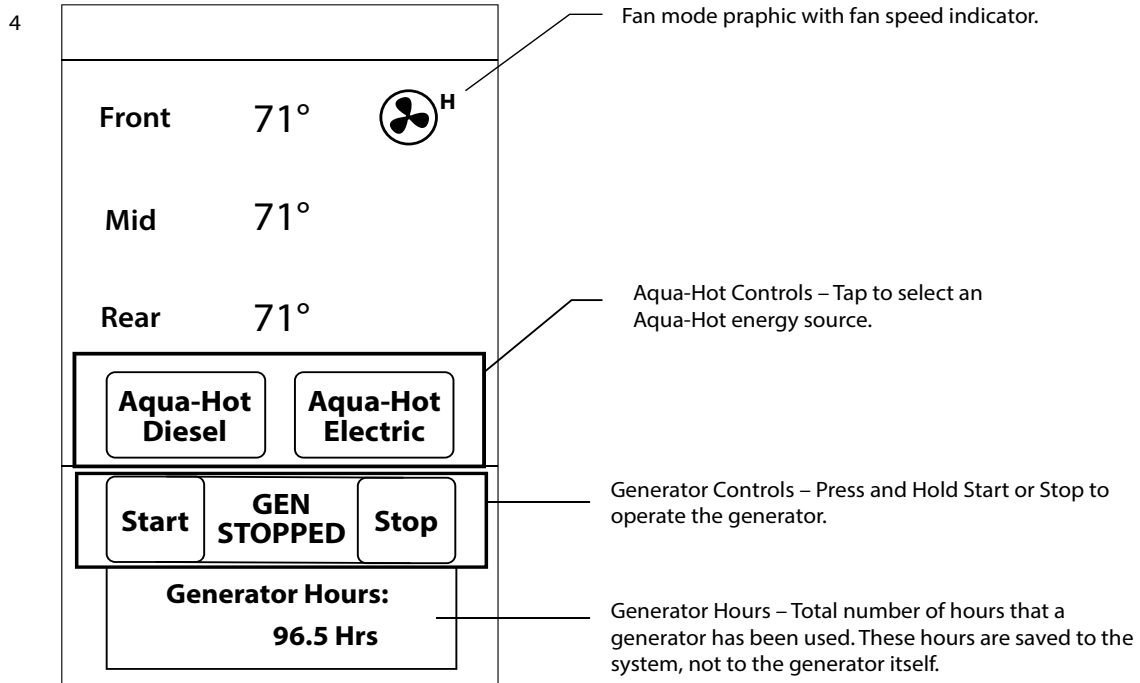 4
Fan mode praphic with fan speed indicator.
Front 71° H
Mid 71°
Rear 71°
Aqua-Hot Controls – Tap to select an
Aqua-Hot energy source.
Aqua-Hot
Diesel
Aqua-Hot
Electric
Start
GEN
STOPPED
Stop
Generator Controls – Press and Hold Start or Stop to
operate the generator.
Generator Hours:
96.5 Hrs
Generator Hours – Total number of hours that a
generator has been used. These hours are saved to the
system, not to the generator itself.